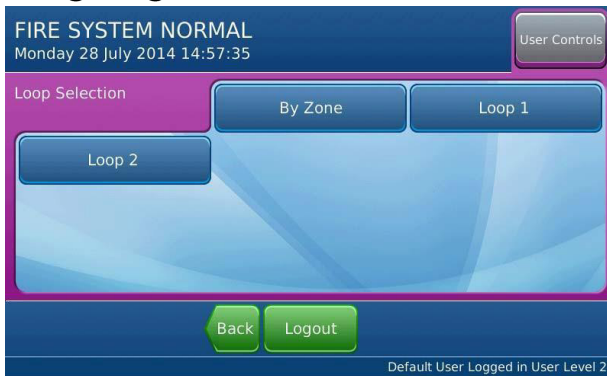 FIRE SYSTEM NORMAL
Monday 28 July 2014 14:57:35
User Controls
Loop Selection
By Zone
Loop 1
Loop 2
Back
Logout
Default User Logged in User Level 2